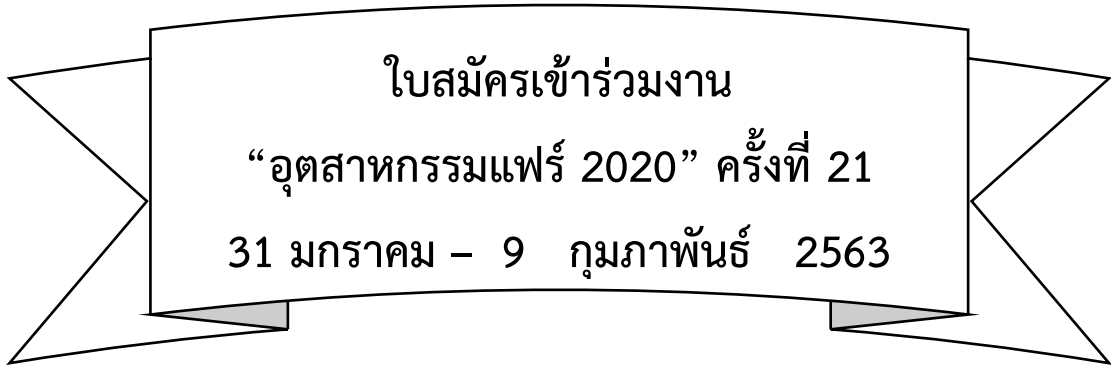 ใบสมัครเข้าร่วมงาน
“อุตสาหกรรมแฟร์ 2020” ครั้งที่ 21
31 มกราคม – 9 กุมภาพันธ์ 2563